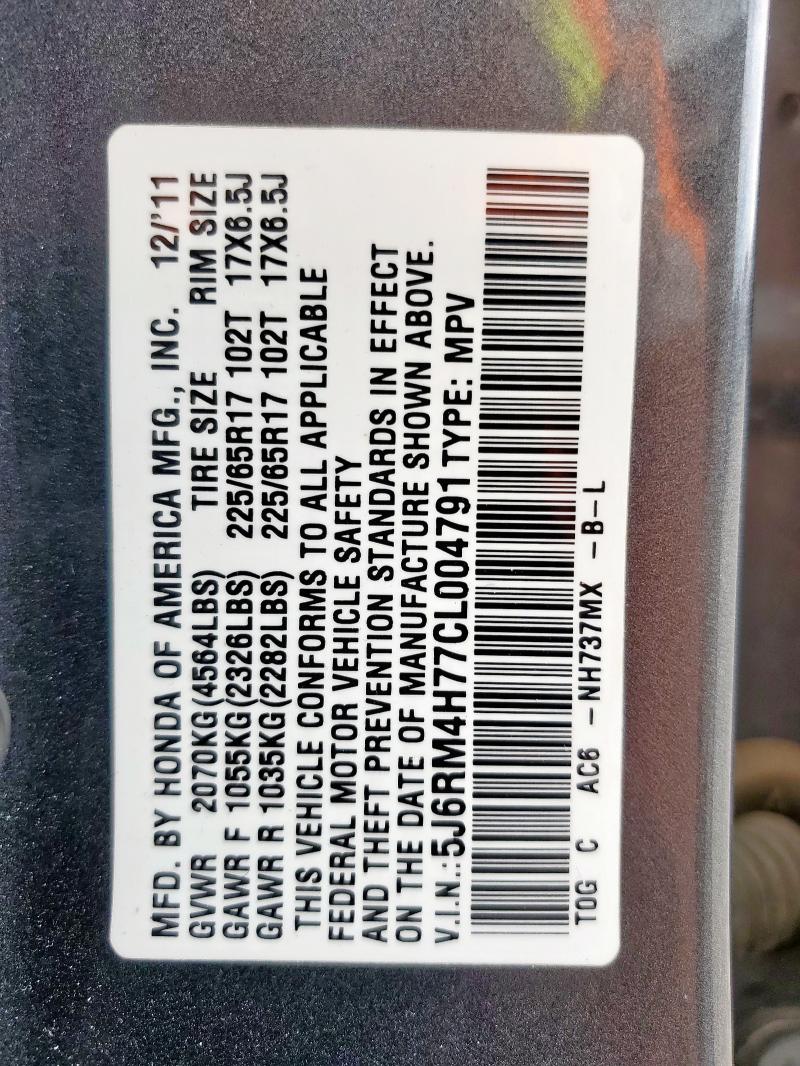 MFD. BY HONDA OF AMERICA MFG., INC. 12/'11
GVWR 2070KG(4564LBS) TIRE SIZE RIM SIZE
GAWR F 1055KG(2326LBS) 225/65R17 102T 17X6.5J
GAWR R 1035KG(2282LBS) 225/65R17 102T 17X6.5J
THIS VEHICLE CONFORMS TO ALL APPLICABLE
FEDERAL MOTOR VEHICLE SAFETY
AND THEFT PREVENTION STANDARDS IN EFFECT
ON THE DATE OF MANUFACTURE SHOWN ABOVE.
V.I.N.:5J6RM4H77CL004791 TYPE: MPV
TOG C AC6 -NH737MX -B-L